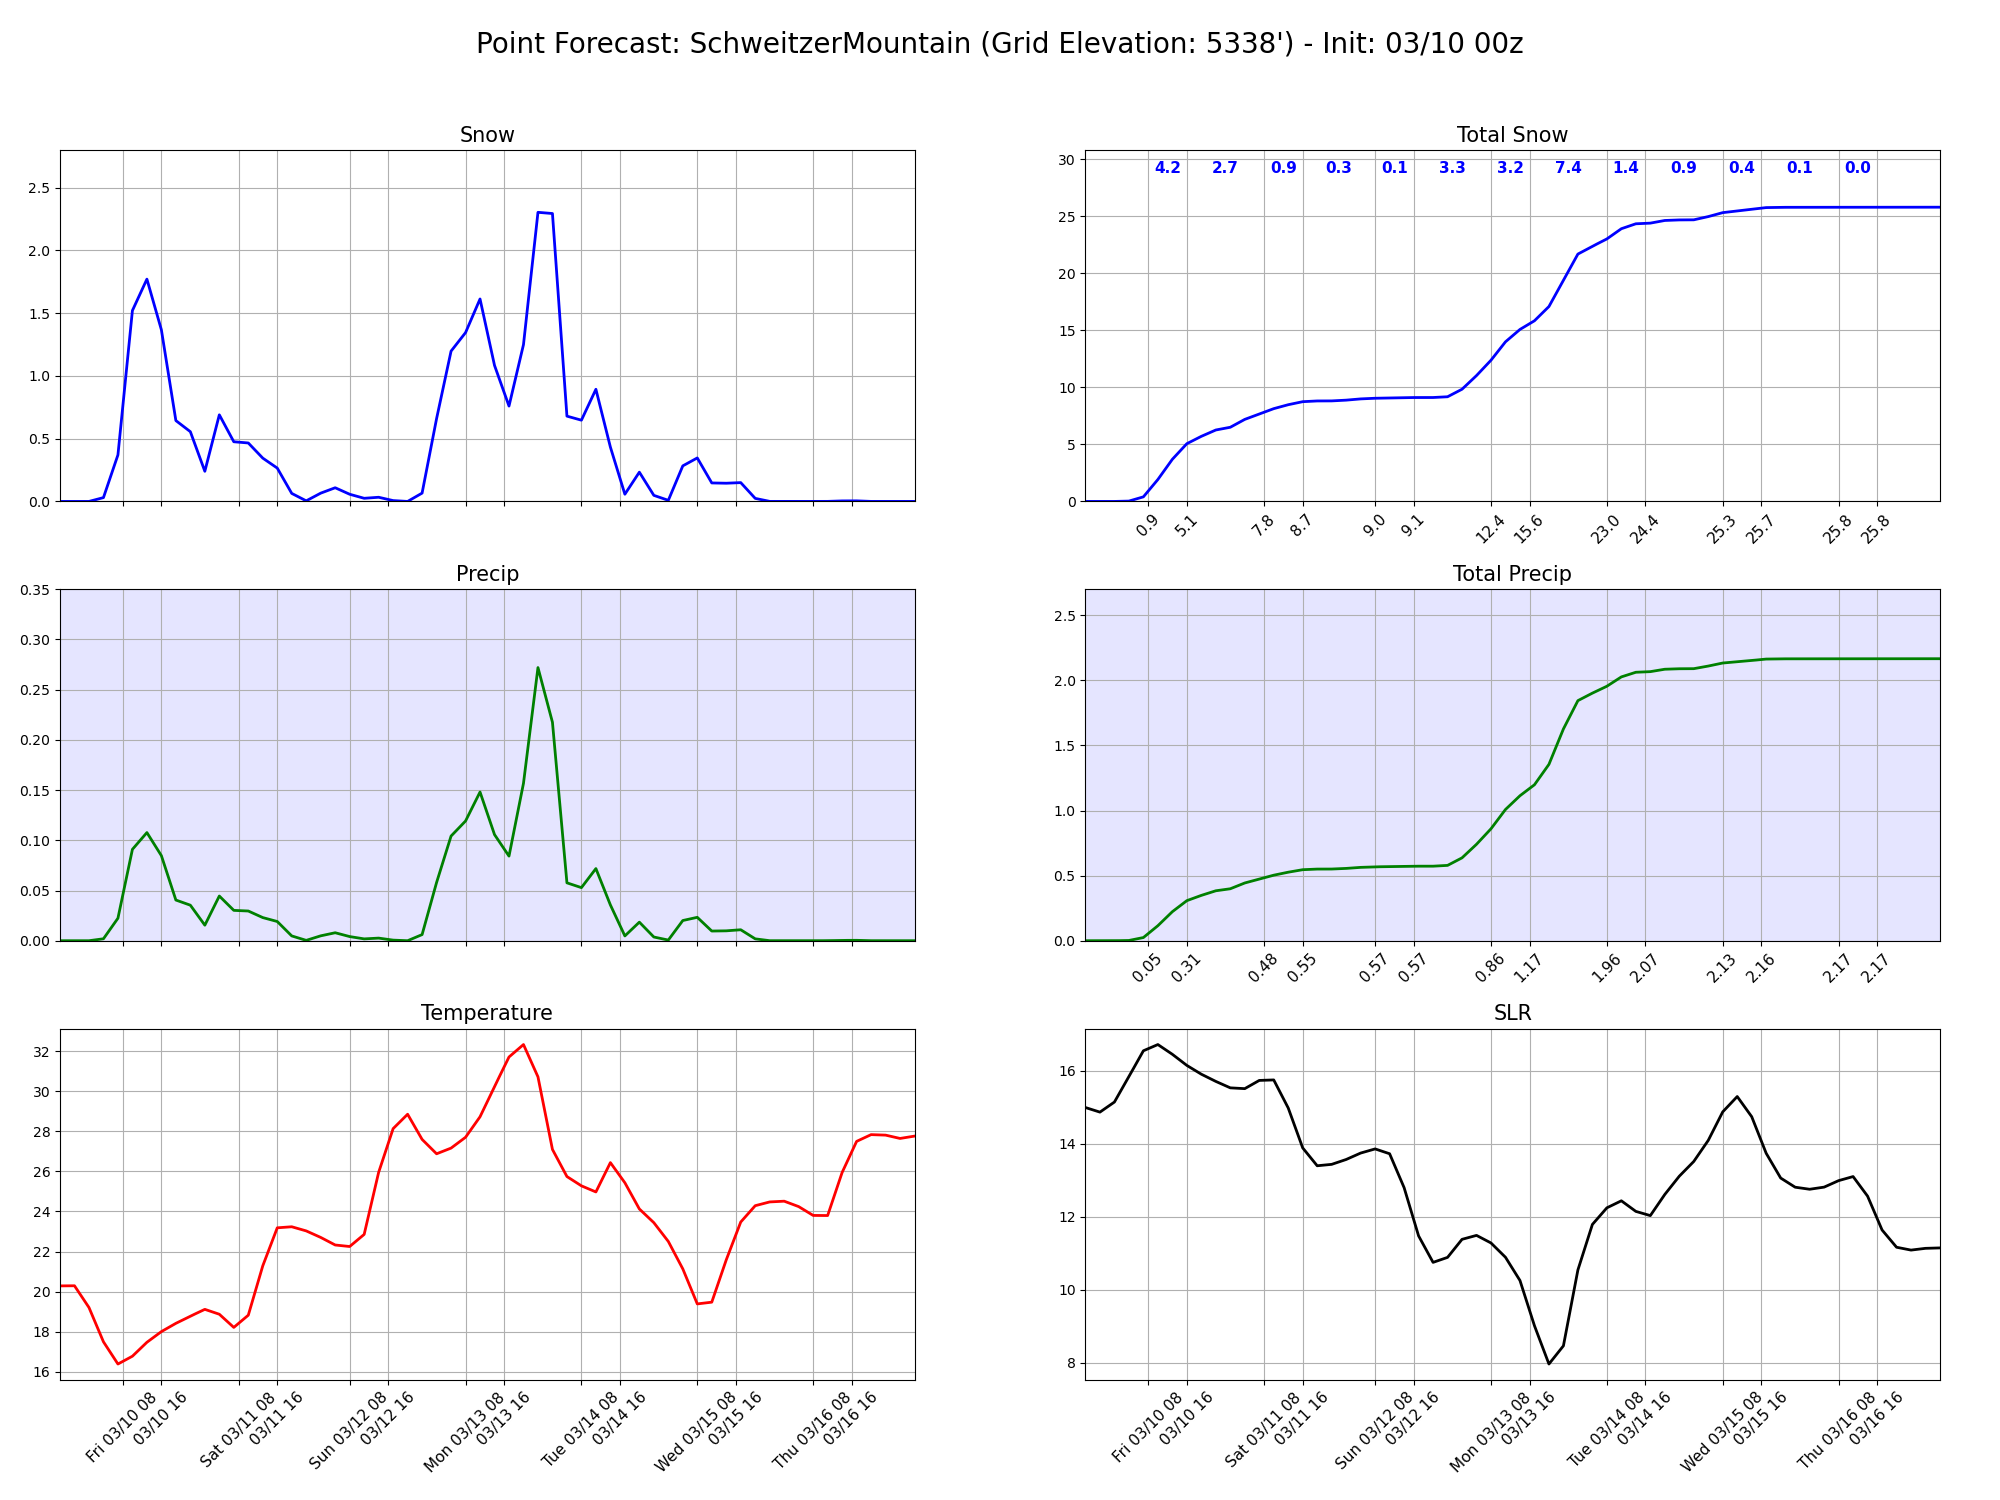 Point Forecast: SchweitzerMountain (Grid Elevation: 5338') - Init: 03/10 00z
Snow
2.5
2.0
1.5
1.0
0.5
0.0
Total Snow
4.2 2.7 0.9 0.3 0.1 3.3 3.2 7.4 1.4 0.9 0.4 0.1 0.0
30
25
20
15
10
5
0
0.9 5.1 7.8 8.7 9.0 9.1 12.4 15.6 23.0 24.4 25.3 25.7 25.8 25.8
Precip
0.35
0.30
0.25
0.20
0.15
0.10
0.05
0.00
Total Precip
2.5
2.0
1.5
1.0
0.5
0.0
0.05 0.31 0.48 0.55 0.57 0.57 0.86 1.17 1.96 2.07 2.13 2.16 2.17 2.17
Temperature
32
30
28
26
24
22
20
18
16
Fri 03/10 08
03/10 16
Sat 03/11 08
03/11 16
Sun 03/12 08
03/12 16
Mon 03/13 08
03/13 16
Tue 03/14 08
03/14 16
Wed 03/15 08
03/15 16
Thu 03/16 08
03/16 16
SLR
16
14
12
10
8
Fri 03/10 08
03/10 16
Sat 03/11 08
03/11 16
Sun 03/12 08
03/12 16
Mon 03/13 08
03/13 16
Tue 03/14 08
03/14 16
Wed 03/15 08
03/15 16
Thu 03/16 08
03/16 16